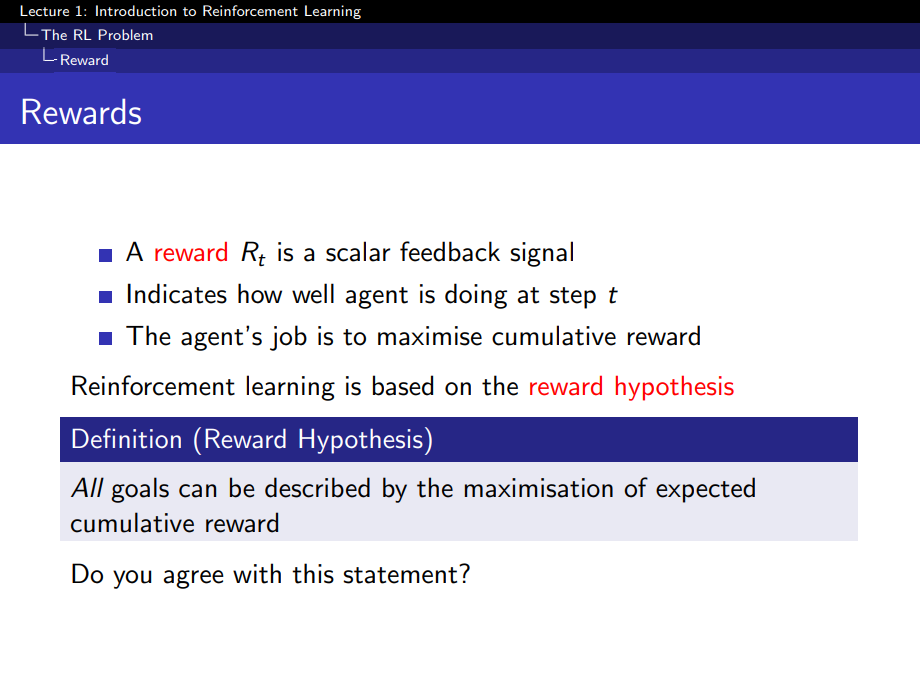 Lecture 1: Introduction to Reinforcement Learning
The RL Problem
Reward
Rewards
A reward Rt is a scalar feedback signal
Indicates how well agent is doing at step t
The agent's job is to maximise cumulative reward
Reinforcement learning is based on the reward hypothesis
Definition (Reward Hypothesis)
All goals can be described by the maximisation of expected
cumulative reward
Do you agree with this statement?